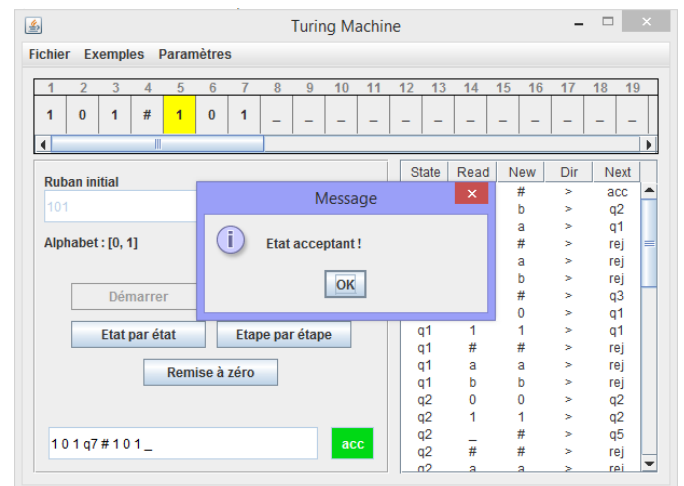 Turing Machine
Fichier Exemples Paramètres
1 2 3 4 5 6 7 8 9 10 11 12 13 14 15 16 17 18 19
1 0 1 # 1 0 1 _ _ _ _ _ _ _ _ _ _ _ _
Ruban initial
101
Alphabet : [0, 1]
Démarrer
Etat par état
Etape par étape
Remise à zéro
1 0 1 q7 # 1 0 1 _
acc
Message
Etat acceptant !
OK
State Read New Dir Next
# > acc
b > q2
a > q1
# > rej
a > rej
b > rej
# > q3
0 > q1
q1 1 1 > q1
q1 # # > rej
q1 a a > rej
q1 b b > rej
q2 0 0 > q2
q2 1 1 > q2
q2 _ # > q5
q2 # # > rej
q2 a a > rej